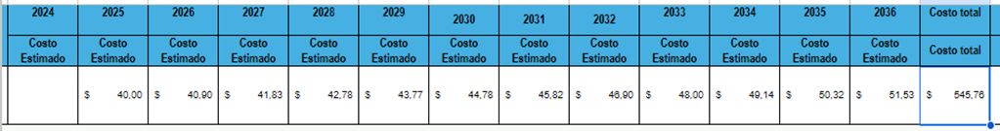 2024 2025 2026 2027 2028 2029 2030 2031 2032 2033 2034 2035 2036 Costo total
Costo Estimado Costo Estimado Costo Estimado Costo Estimado Costo Estimado Costo Estimado Costo Estimado Costo Estimado Costo Estimado Costo Estimado Costo Estimado Costo Estimado Costo Estimado Costo total
$ 40,00 $ 40,90 $ 41,83 $ 42,78 $ 43,77 $ 44,78 $ 45,82 $ 46,90 $ 48,00 $ 49,14 $ 50,32 $ 51,53 $ 545,76